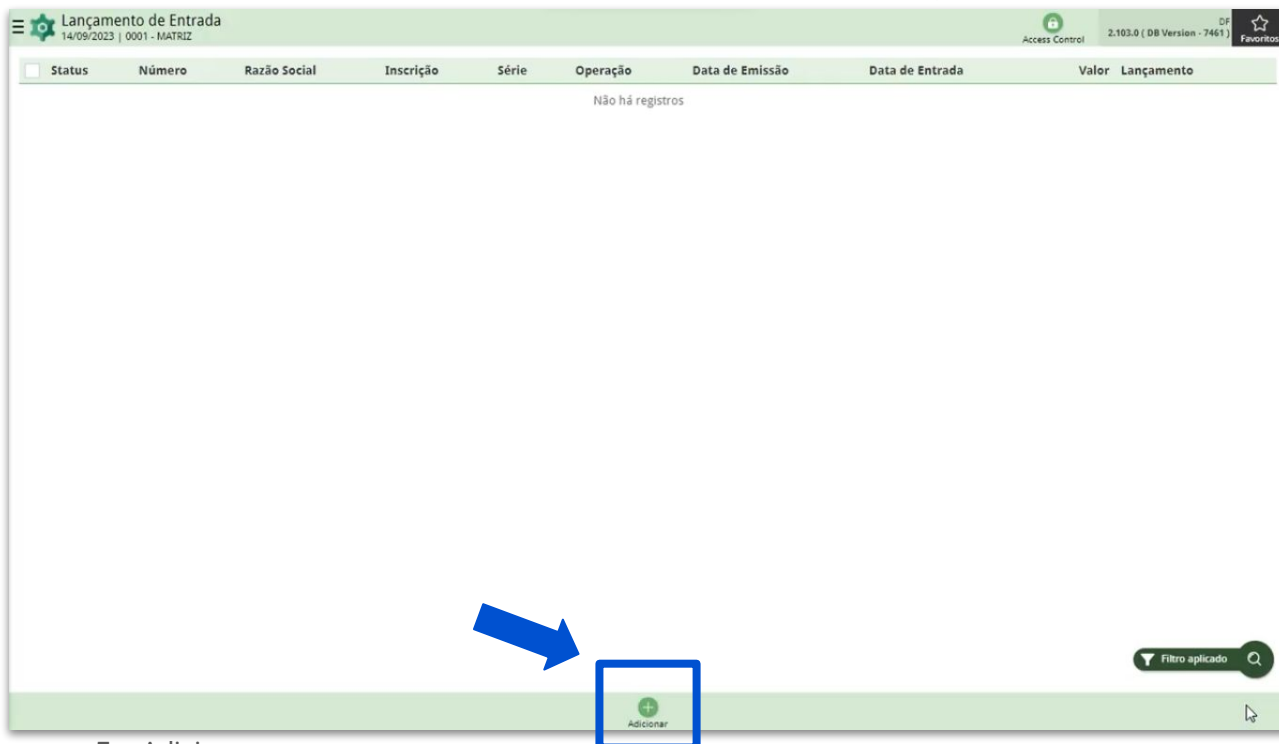 Lançamento de Entrada
14/09/2023 | 0001 - MATRIZ
Access Control
DF
2.103.0 ( DB Version - 7461 )
Favoritos
Status Número Razão Social Inscrição Série Operação Data de Emissão Data de Entrada Valor Lançamento
Não há registros
Filtro aplicado
Adicionar